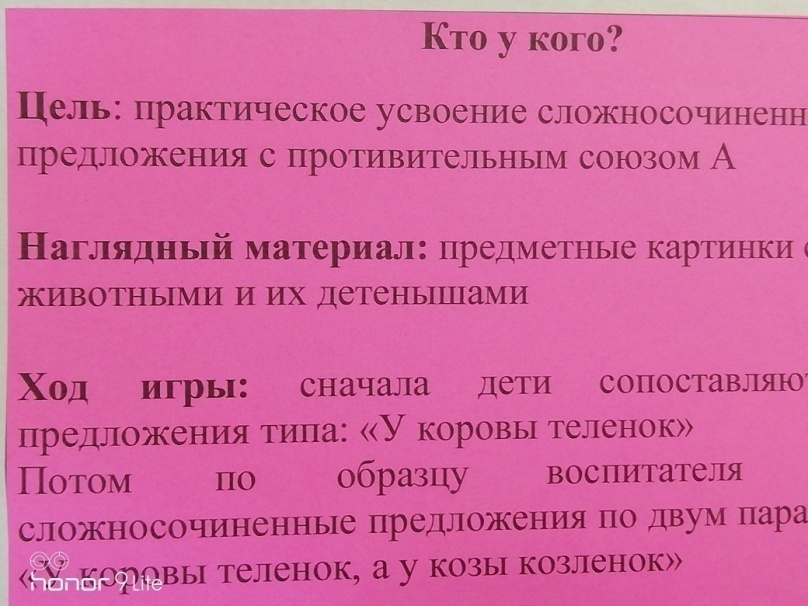 Кто у кого?
Цель: практическое усвоение сложносочиненн
предложения с противительным союзом А
Наглядный материал: предметные картинки с
животными и их детенышами
Ход игры: сначала дети сопоставляют
предложения типа: «У коровы теленок»
Потом по образцу воспитателя
сложносочиненные предложения по двум пара
«У коровы теленок, а у козы козленок»
honor 9 Lite